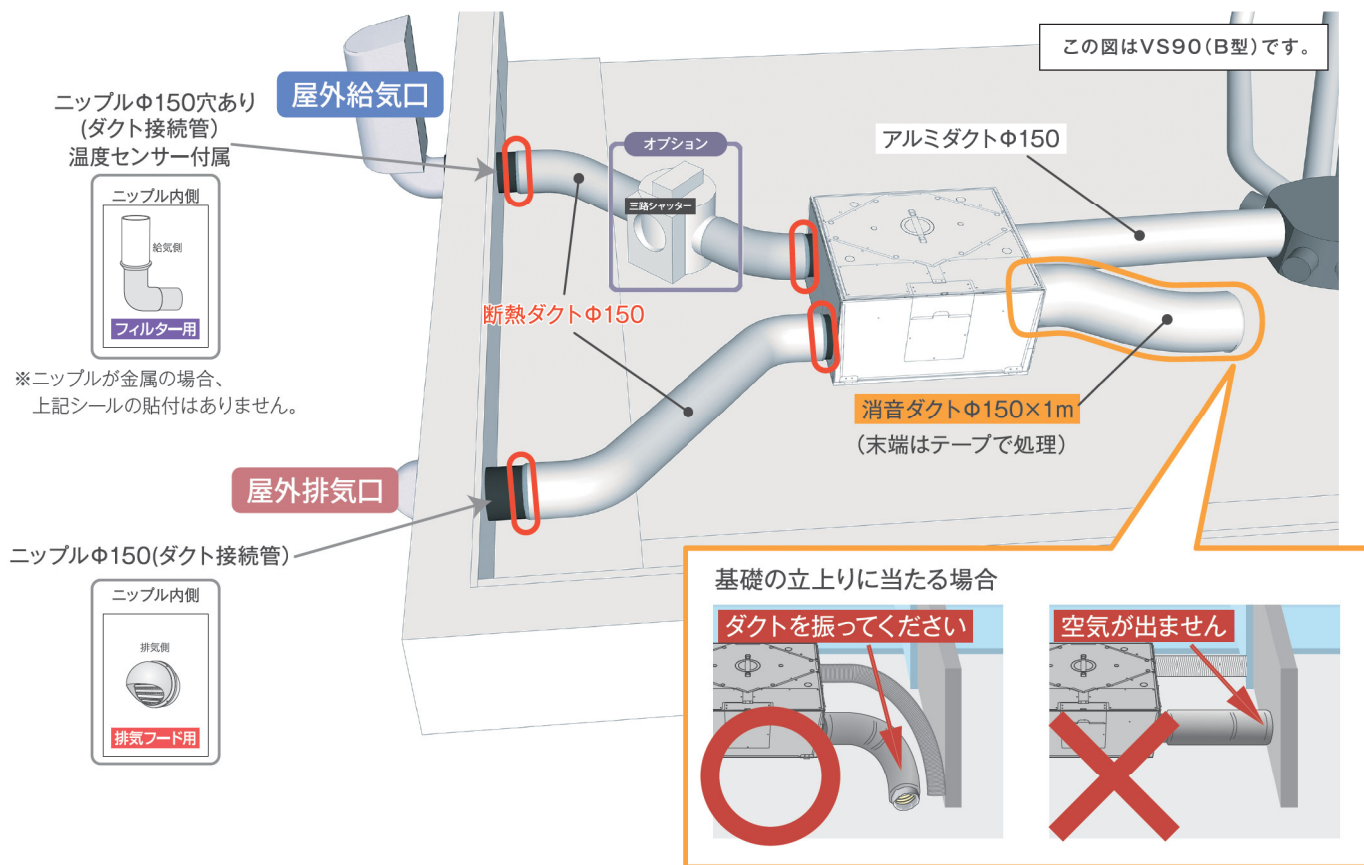 この図はVS90(B型)です。
屋外給気口
ニップルΦ150穴あり
(ダクト接続管)
温度センサー付属
ニップル内側
給気側
フィルター用
※ニップルが金属の場合、
上記シールの貼付はありません。
オプション
三路シャッター
アルミダクトΦ150
断熱ダクトΦ150
消音ダクトΦ150×1m
(末端はテープで処理)
屋外排気口
ニップルΦ150(ダクト接続管)
ニップル内側
排気側
排気フード用
基礎の立上りに当たる場合
ダクトを振ってください
空気が出ません